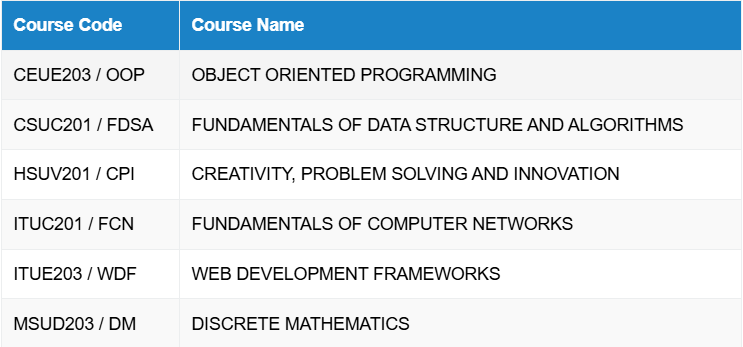 Course Code Course Name
CEUE203 / OOP OBJECT ORIENTED PROGRAMMING
CSUC201 / FDSA FUNDAMENTALS OF DATA STRUCTURE AND ALGORITHMS
HSUV201 / CPI CREATIVITY, PROBLEM SOLVING AND INNOVATION
ITUC201 / FCN FUNDAMENTALS OF COMPUTER NETWORKS
ITUE203 / WDF WEB DEVELOPMENT FRAMEWORKS
MSUD203 / DM DISCRETE MATHEMATICS